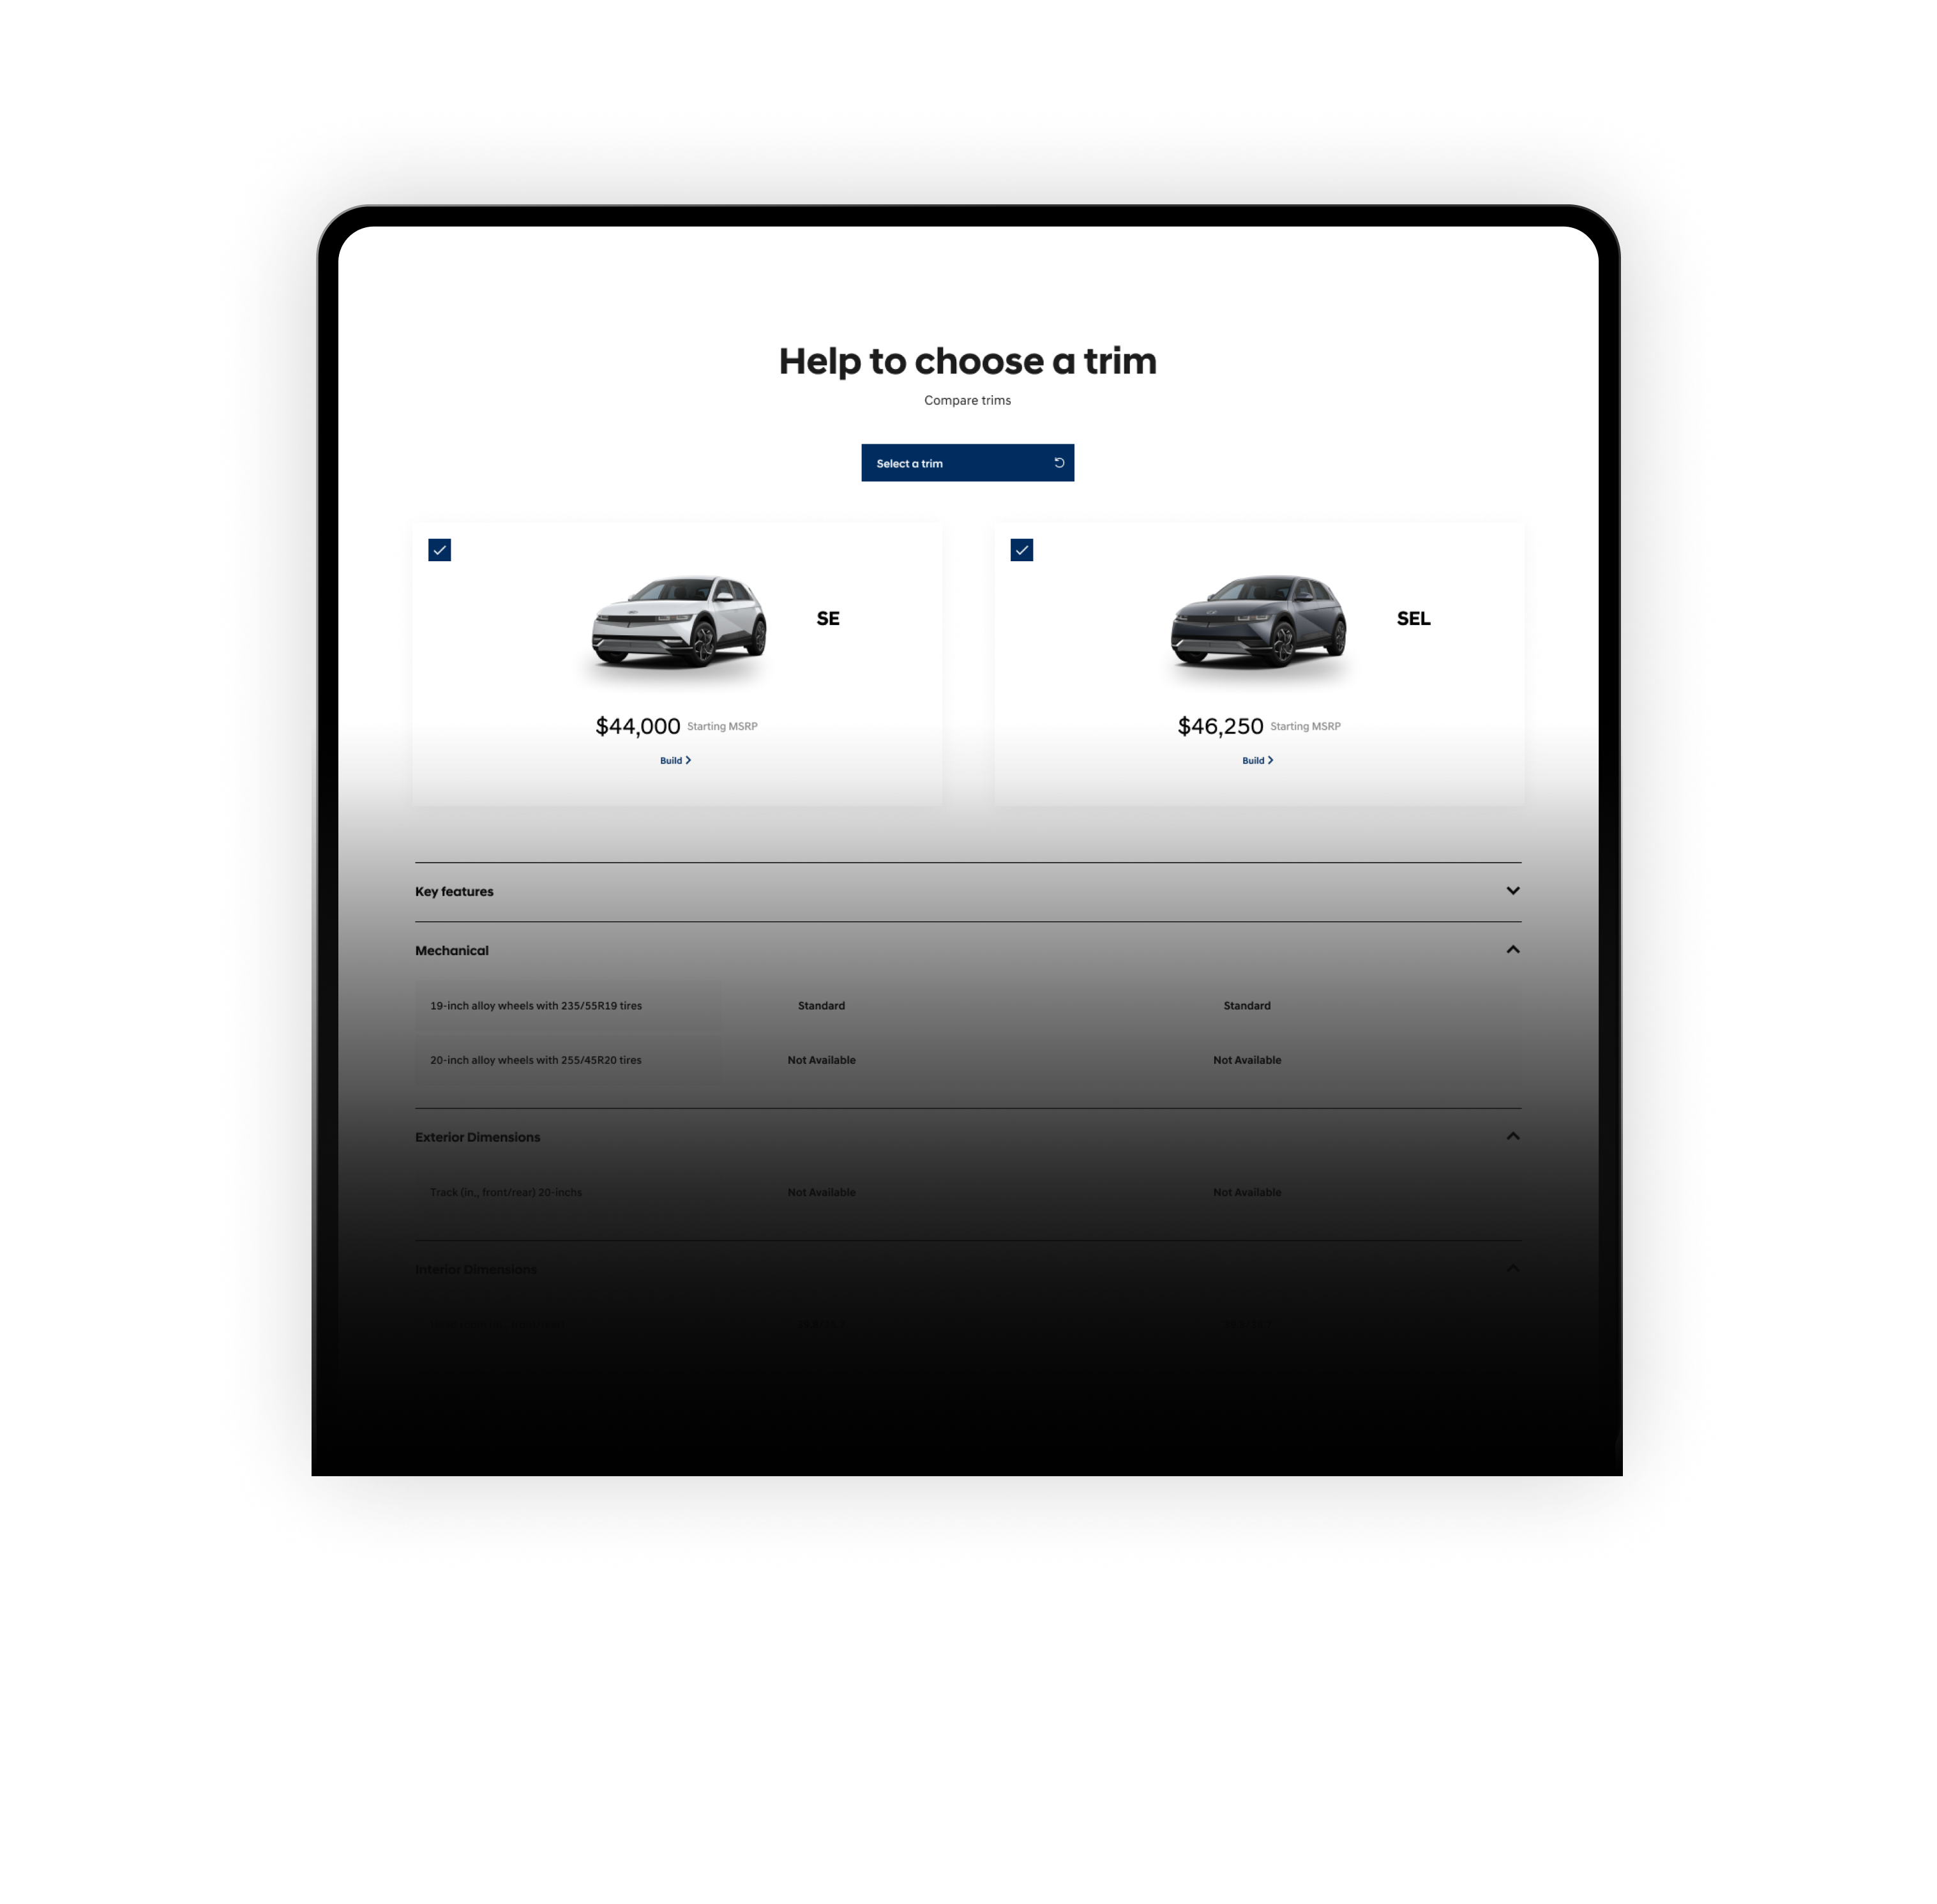 Help to choose a trim
Compare trims
Select a trim
SE
SEL
$44,000 Starting MSRP
$46,250 Starting MSRP
Build
Build
Key features
Mechanical
19-inch alloy wheels with 235/55R19 tires Standard Standard
20-inch alloy wheels with 255/45R20 tires Not Available Not Available
Exterior Dimensions
Track (in., front/rear) 20-inchs Not Available Not Available
Interior Dimensions